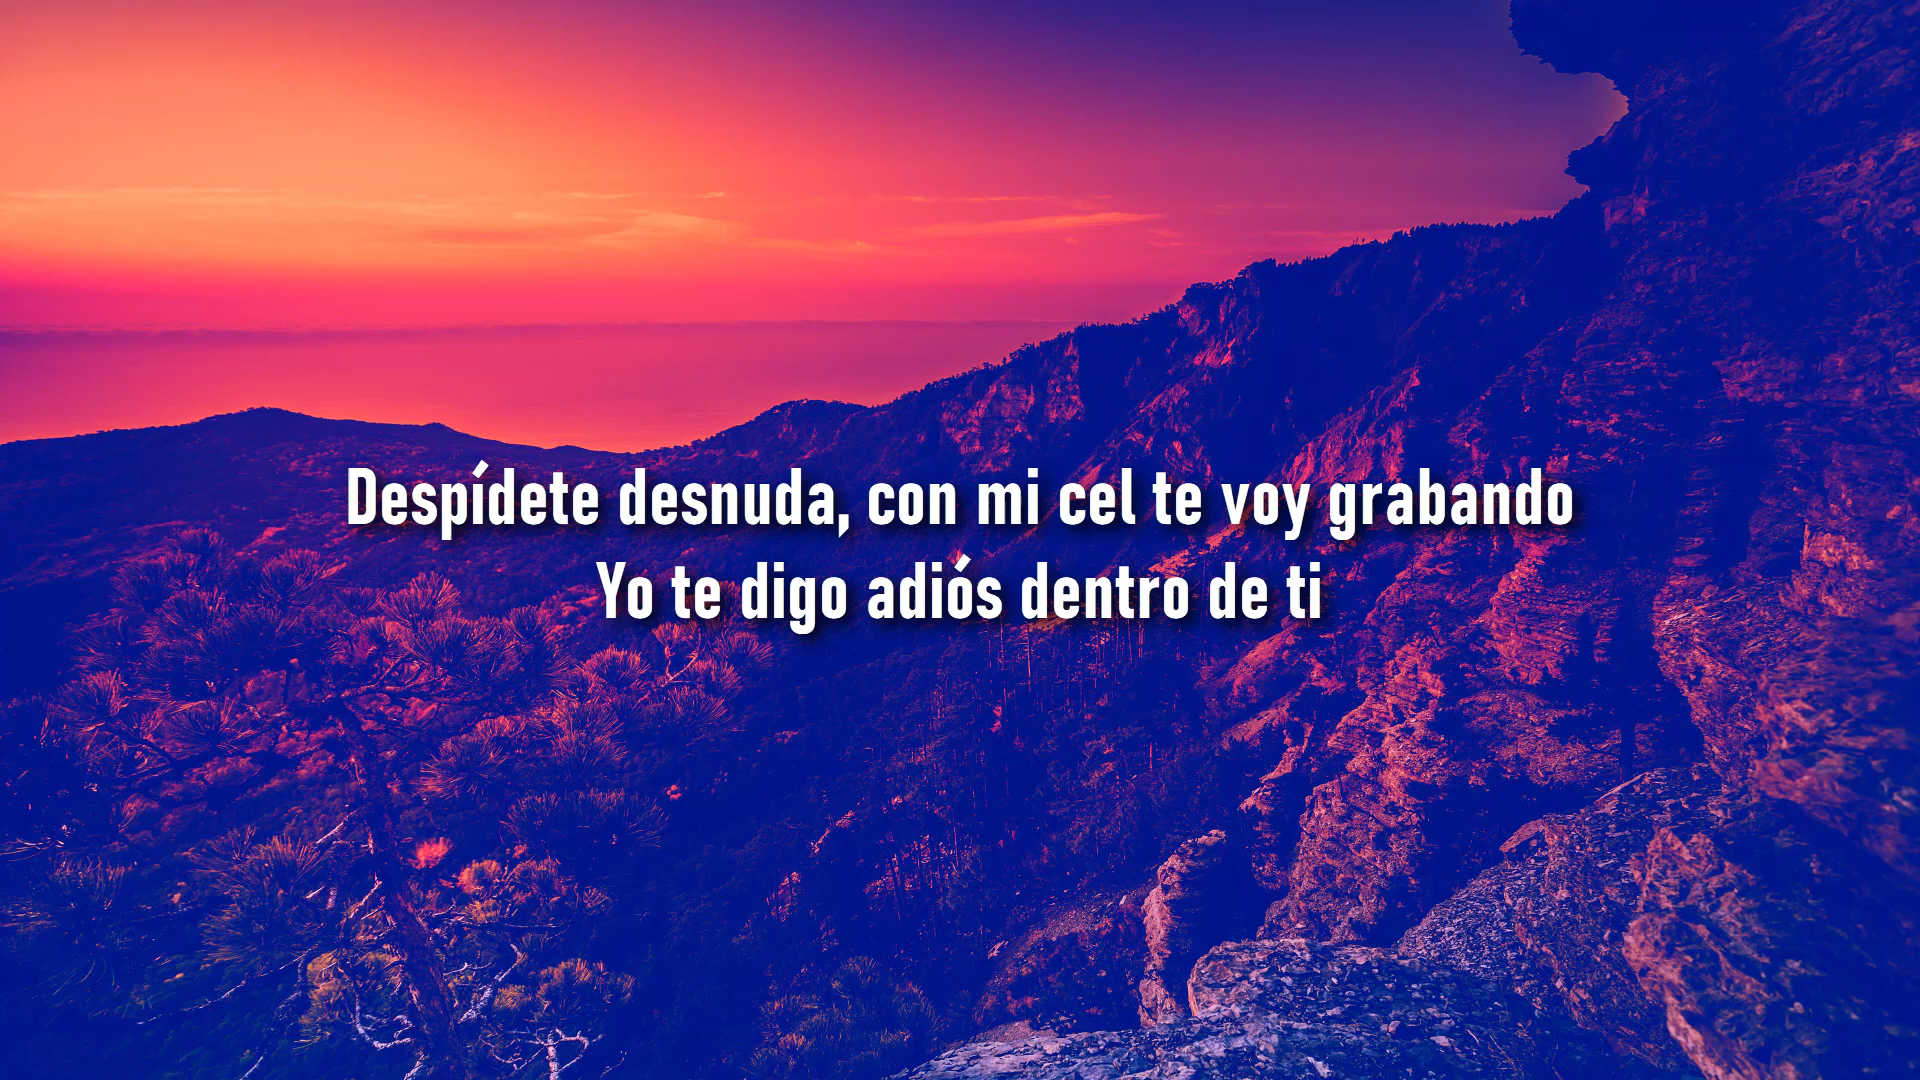 Despídete desnuda, con mi cel te voy grabando
Yo te digo adiós dentro de ti